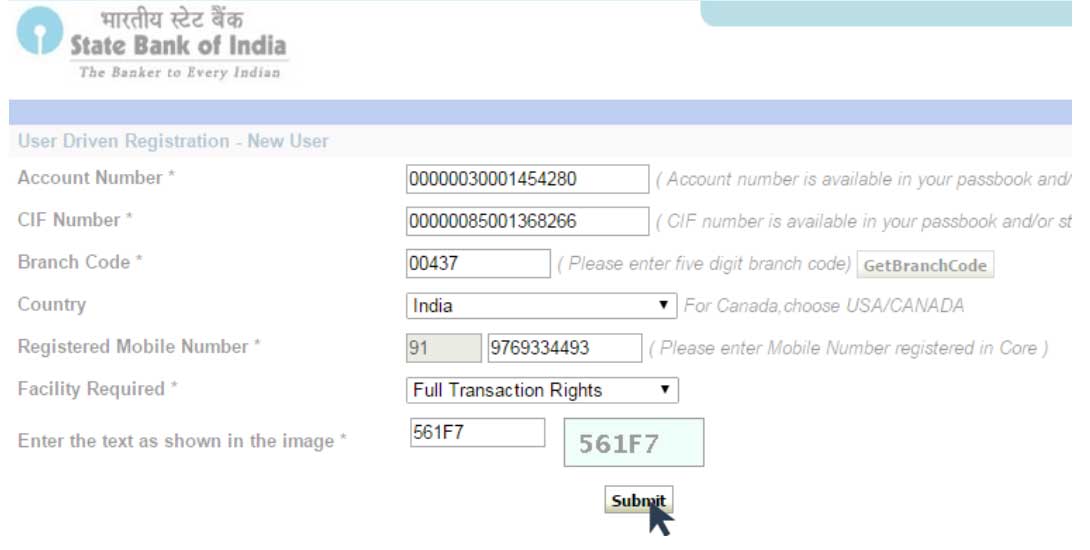 भारतीय स्टेट बैंक
State Bank of India
The Banker to Every Indian
User Driven Registration - New User
Account Number * 00000030001454280 ( Account number is available in your passbook and/
CIF Number * 00000085001368266 ( CIF number is available in your passbook and/or st
Branch Code * 00437 ( Please enter five digit branch code) GetBranchCode
Country India For Canada,choose USA/CANADA
Registered Mobile Number * 91 9769334493 ( Please enter Mobile Number registered in Core )
Facility Required * Full Transaction Rights
Enter the text as shown in the image * 561F7 561F7
Submit